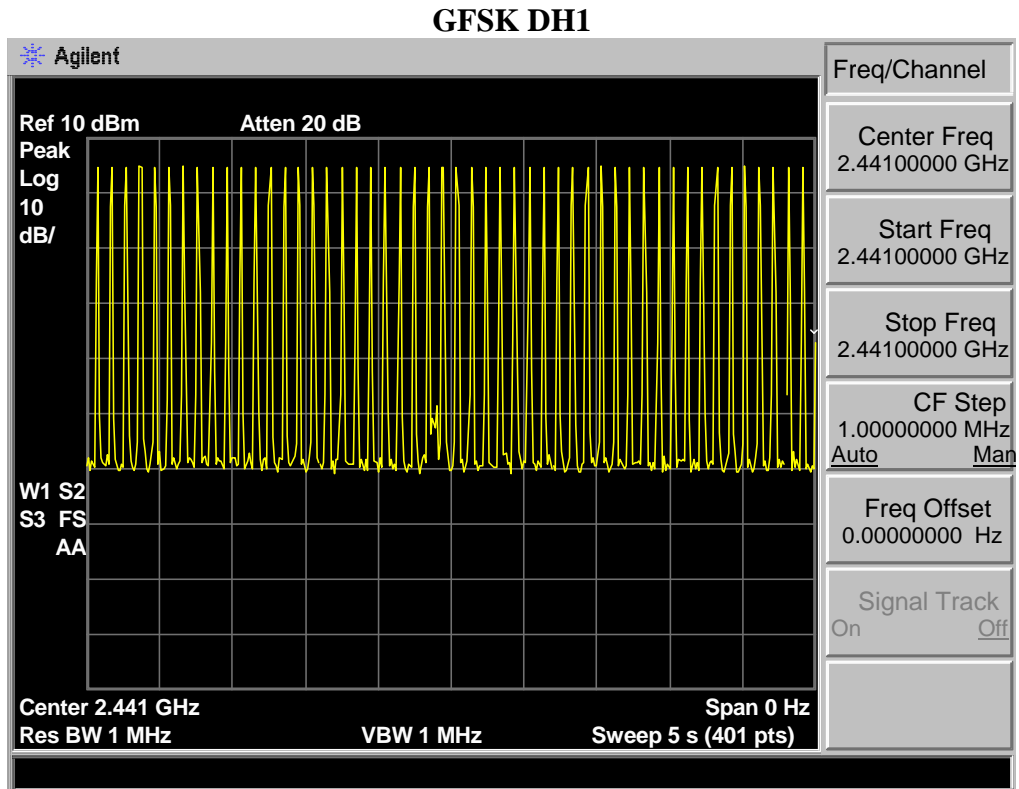 GFSK DH1
Agilent
Freq/Channel
Ref 10 dBm Atten 20 dB
Peak
Log
10
dB/
W1 S2
S3 FS
AA
Center 2.441 GHz Span 0 Hz
Res BW 1 MHz VBW 1 MHz Sweep 5 s (401 pts)
Center Freq
2.44100000 GHz
Start Freq
2.44100000 GHz
Stop Freq
2.44100000 GHz
CF Step
1.00000000 MHz
Auto Man
Freq Offset
0.00000000 Hz
Signal Track
On Off